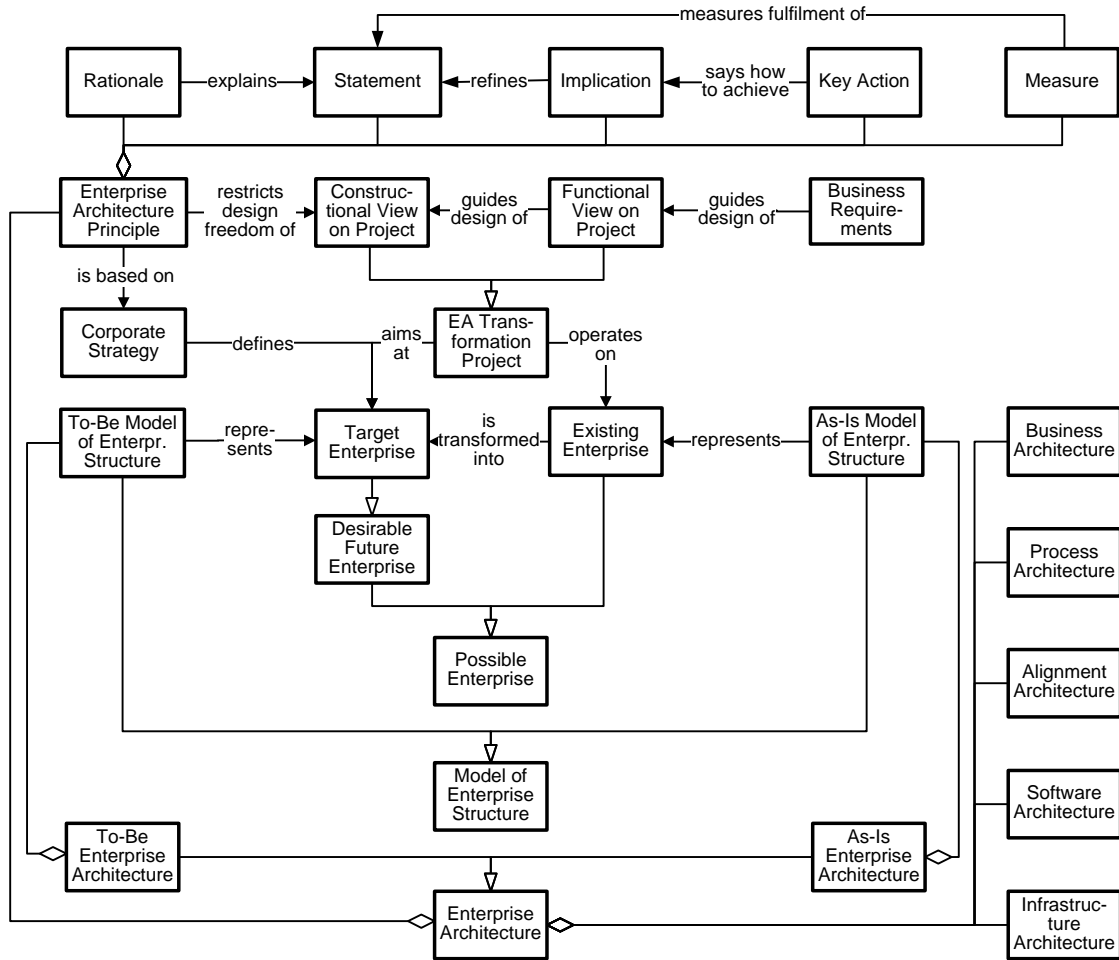 measures fulfilment of
Rationale
explains
Statement
refines
Implication
says how
to achieve
Key Action
Measure
Enterprise
Architecture
Principle
restricts
design
freedom of
Construc-
tional View
on Project
guides
design of
Functional
View on
Project
guides
design of
Business
Require-
ments
is based on
Corporate
Strategy
defines
aims
at
EA Trans-
formation
Project
operates
on
To-Be Model
of Enterpr.
Structure
repre-
sents
Target
Enterprise
is
transformed
into
Existing
Enterprise
represents
As-Is Model
of Enterpr.
Structure
Business
Architecture
Desirable
Future
Enterprise
Process
Architecture
Possible
Enterprise
Alignment
Architecture
Model of
Enterprise
Structure
Software
Architecture
To-Be
Enterprise
Architecture
As-Is
Enterprise
Architecture
Enterprise
Architecture
Infrastruc-
ture
Architecture